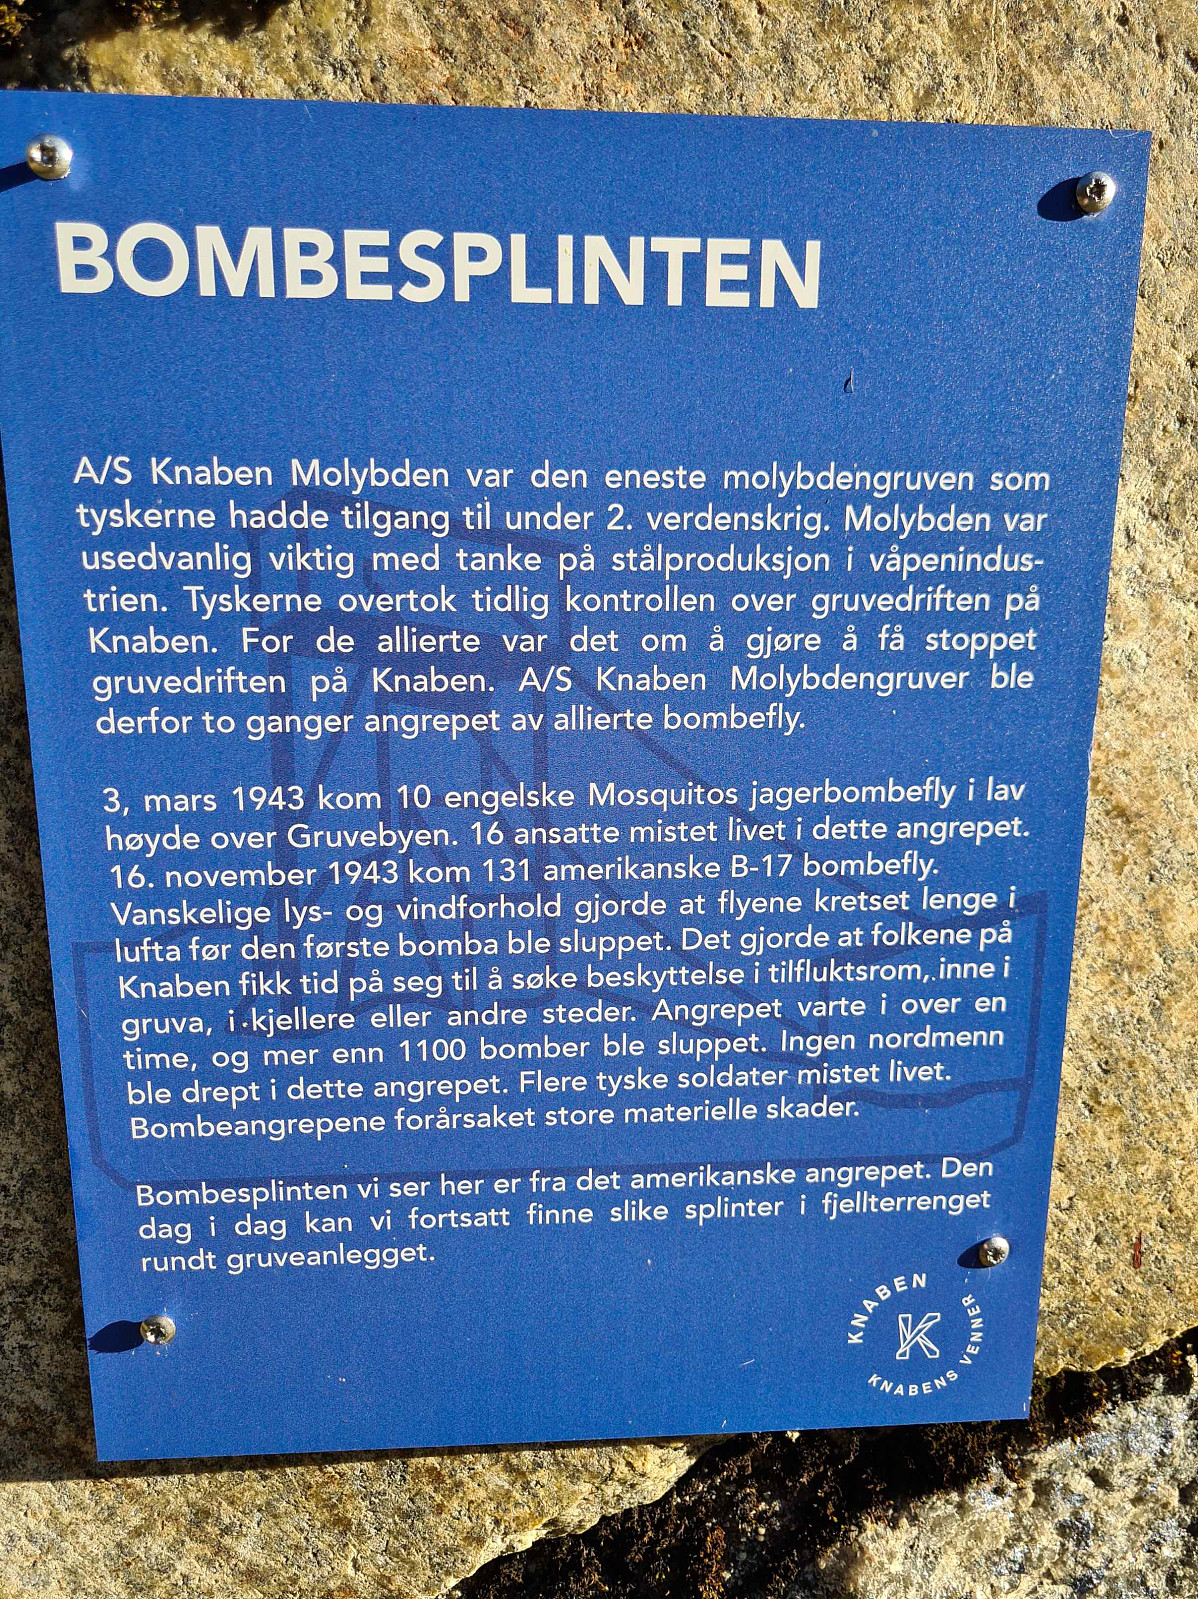 BOMBESPLINTEN
A/S Knaben Molybden var den eneste molybdengruven som
tyskerne hadde tilgang til under 2. verdenskrig. Molybden var
usedvanlig viktig med tanke på stålproduksjon i våpenindus-
trien. Tyskerne overtok tidlig kontrollen over gruvedriften på
Knaben. For de allierte var det om å gjøre å få stoppet
gruvedriften på Knaben. A/S Knaben Molybdengruver ble
derfor to ganger angrepet av allierte bombefly.
3, mars 1943 kom 10 engelske Mosquitos jagerbombefly i lav
høyde over Gruvebyen. 16 ansatte mistet livet i dette angrepet.
16. november 1943 kom 131 amerikanske B-17 bombefly.
Vanskelige lys- og vindforhold gjorde at flyene kretset lenge i
lufta før den første bomba ble sluppet. Det gjorde at folkene på
Knaben fikk tid på seg til å søke beskyttelse i tilfluktsrom, inne i
gruva, i kjellere eller andre steder. Angrepet varte i over en
time, og mer enn 1100 bomber ble sluppet. Ingen nordmenn
ble drept i dette angrepet. Flere tyske soldater mistet livet.
Bombeangrepene forårsaket store materielle skader.
Bombesplinten vi ser her er fra det amerikanske angrepet. Den
dag i dag kan vi fortsatt finne slike splinter i fjellterrenget
rundt gruveanlegget.
KNABEN
K
KNABENS VENNER